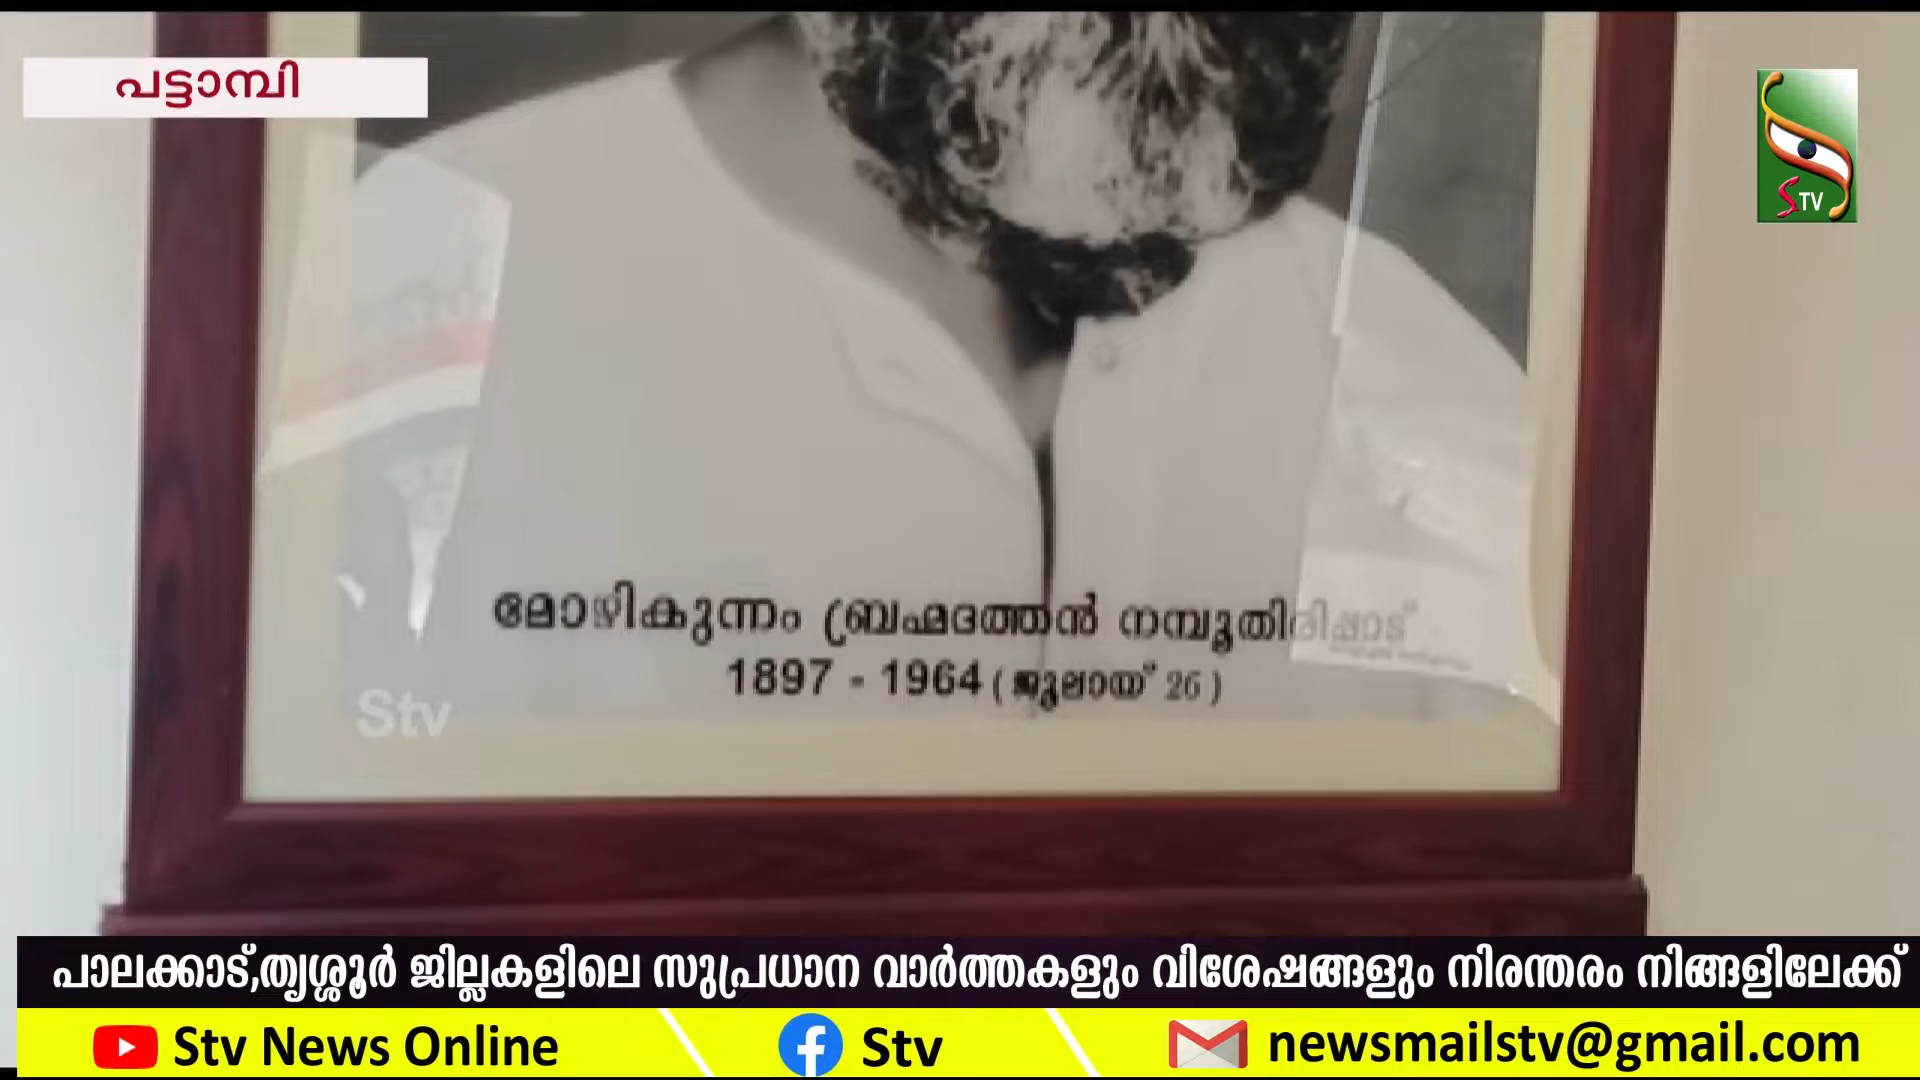 പട്ടാമ്പി
STV
മോഴികുന്നം ബ്രഹ്മദത്തൻ നമ്പൂതിരിപ്പാട്
1897 - 1964 ( ജൂലായ് 26 )
Stv
പാലക്കാട്,തൃശ്ശൂർ ജില്ലകളിലെ സുപ്രധാന വാർത്തകളും വിശേഷങ്ങളും നിരന്തരം നിങ്ങളിലേക്ക്
Stv News Online
Stv
newsmailstv@gmail.com